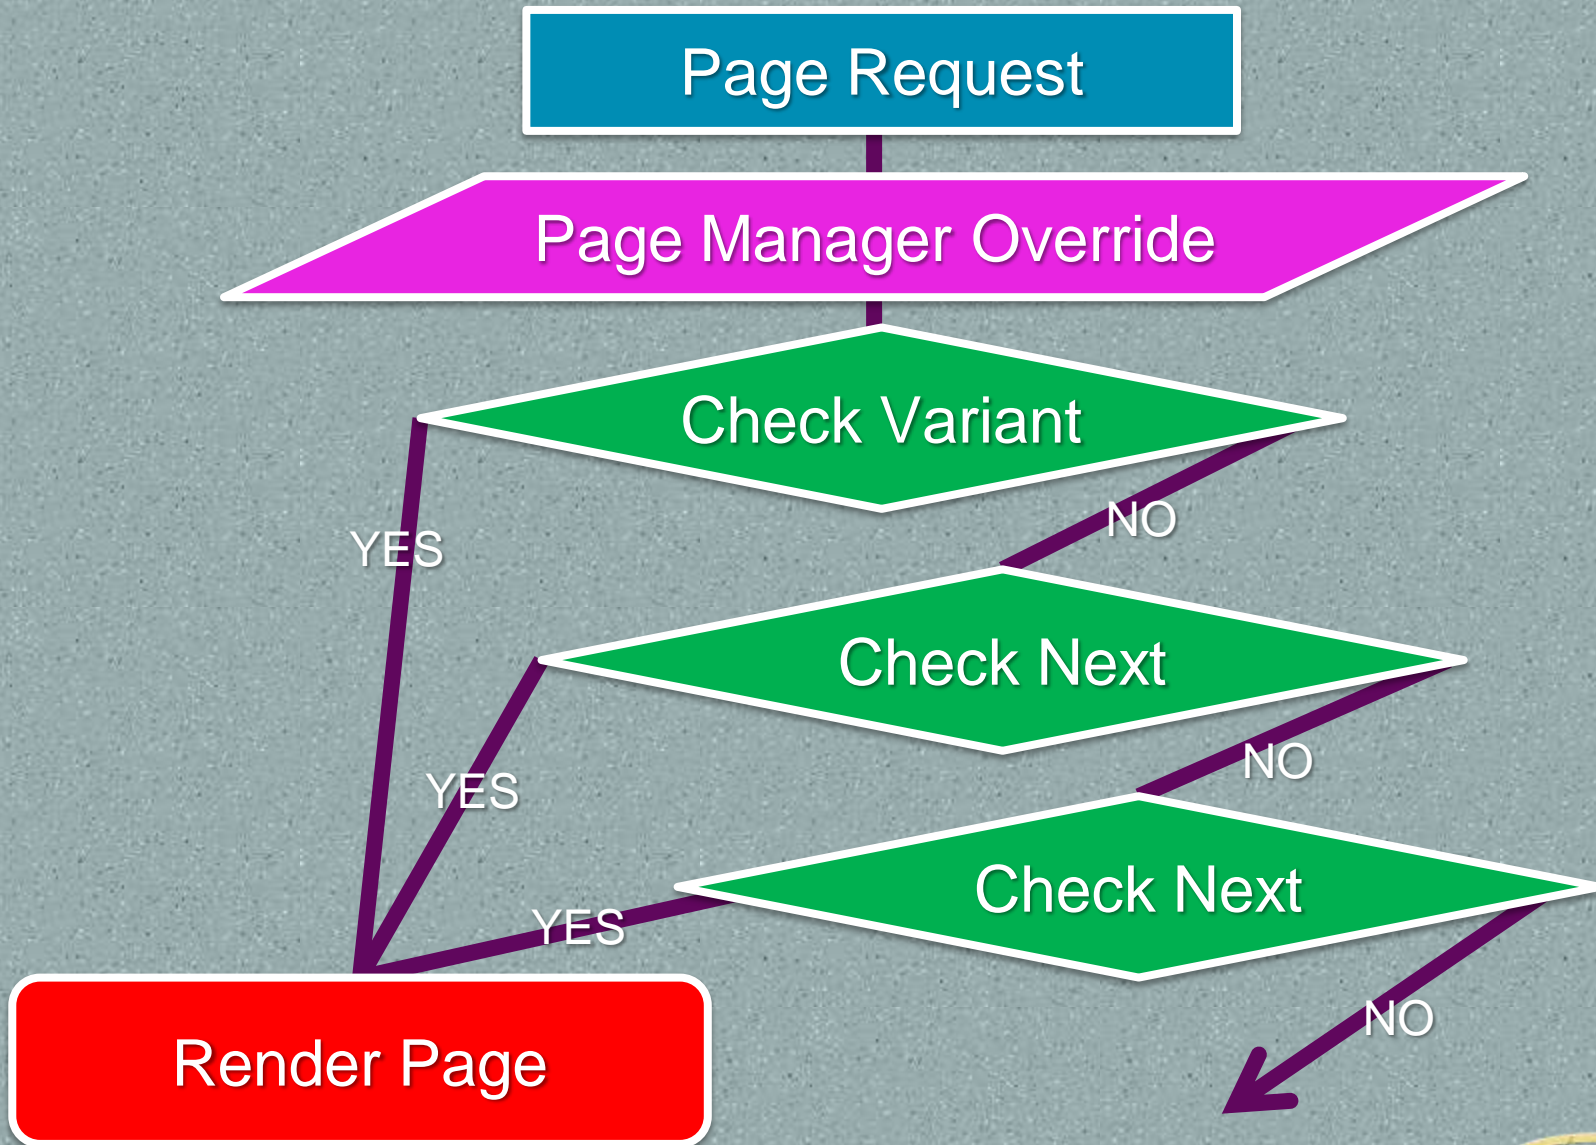 Page Request
Page Manager Override
Check Variant
NO
YES
Check Next
NO
YES
Check Next
YES
NO
Render Page